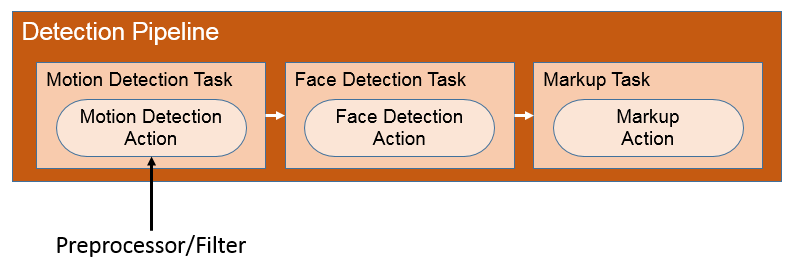 Detection Pipeline
Motion Detection Task
Motion Detection
Action
Face Detection Task
Face Detection
Action
Markup Task
Markup
Action
Preprocessor/Filter